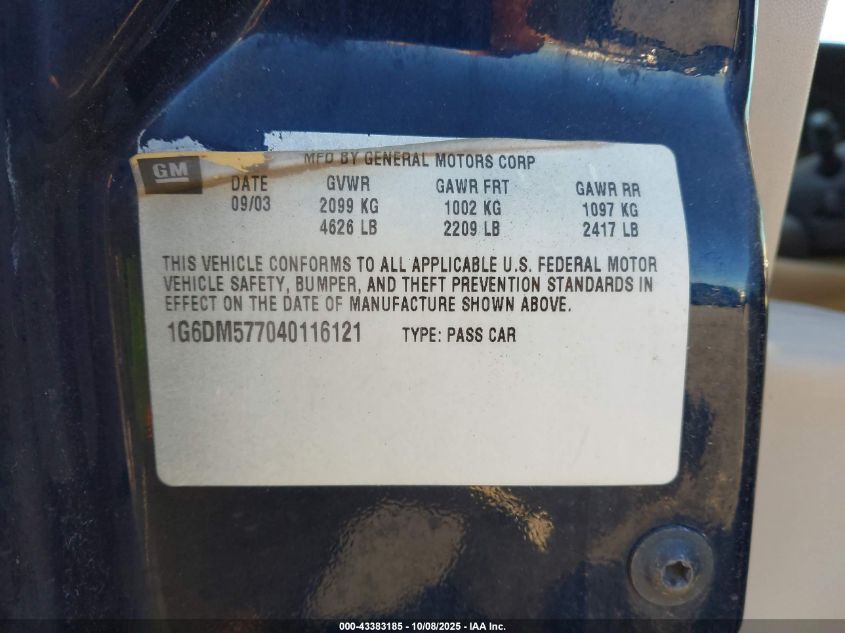 GM
MFD BY GENERAL MOTORS CORP
DATE GVWR GAWR FRT GAWR RR
09/03 2099 KG 1002 KG 1097 KG
4626 LB 2209 LB 2417 LB
THIS VEHICLE CONFORMS TO ALL APPLICABLE U.S. FEDERAL MOTOR
VEHICLE SAFETY, BUMPER, AND THEFT PREVENTION STANDARDS IN
EFFECT ON THE DATE OF MANUFACTURE SHOWN ABOVE.
1G6DM577040116121 TYPE: PASS CAR
000-43383185 - 10/08/2025 - IAA Inc.